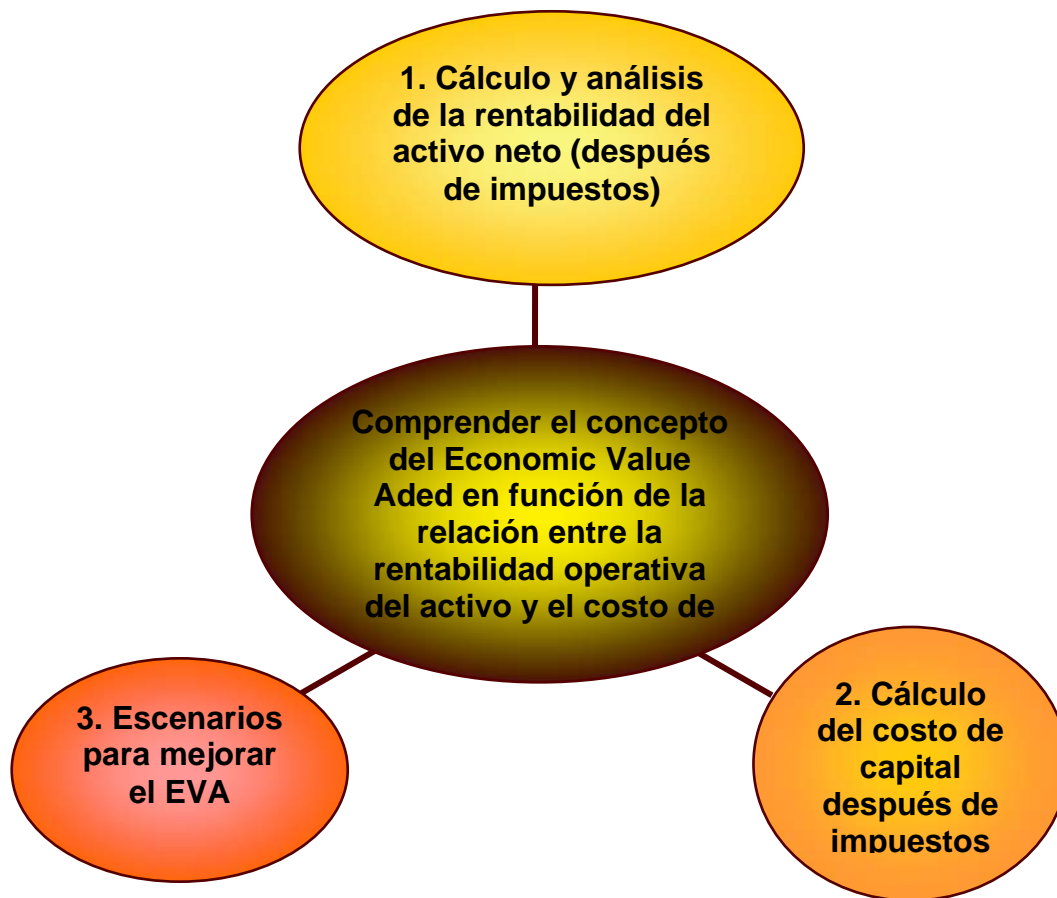 1. Cálculo y análisis
de la rentabilidad del
activo neto (después
de impuestos)
Comprender el concepto
del Economic Value
Aded en función de la
relación entre la
rentabilidad operativa
del activo y el costo de
3. Escenarios
para mejorar
el EVA
2. Cálculo
del costo de
capital
después de
impuestos